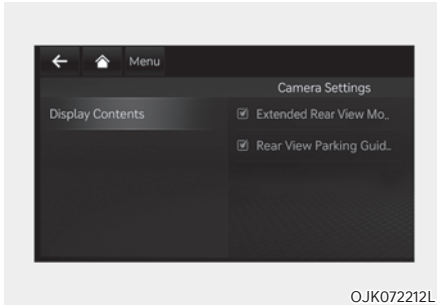 Menu
Camera Settings
Display Contents
Extended Rear View Mo..
Rear View Parking Guid..
OJK072212L